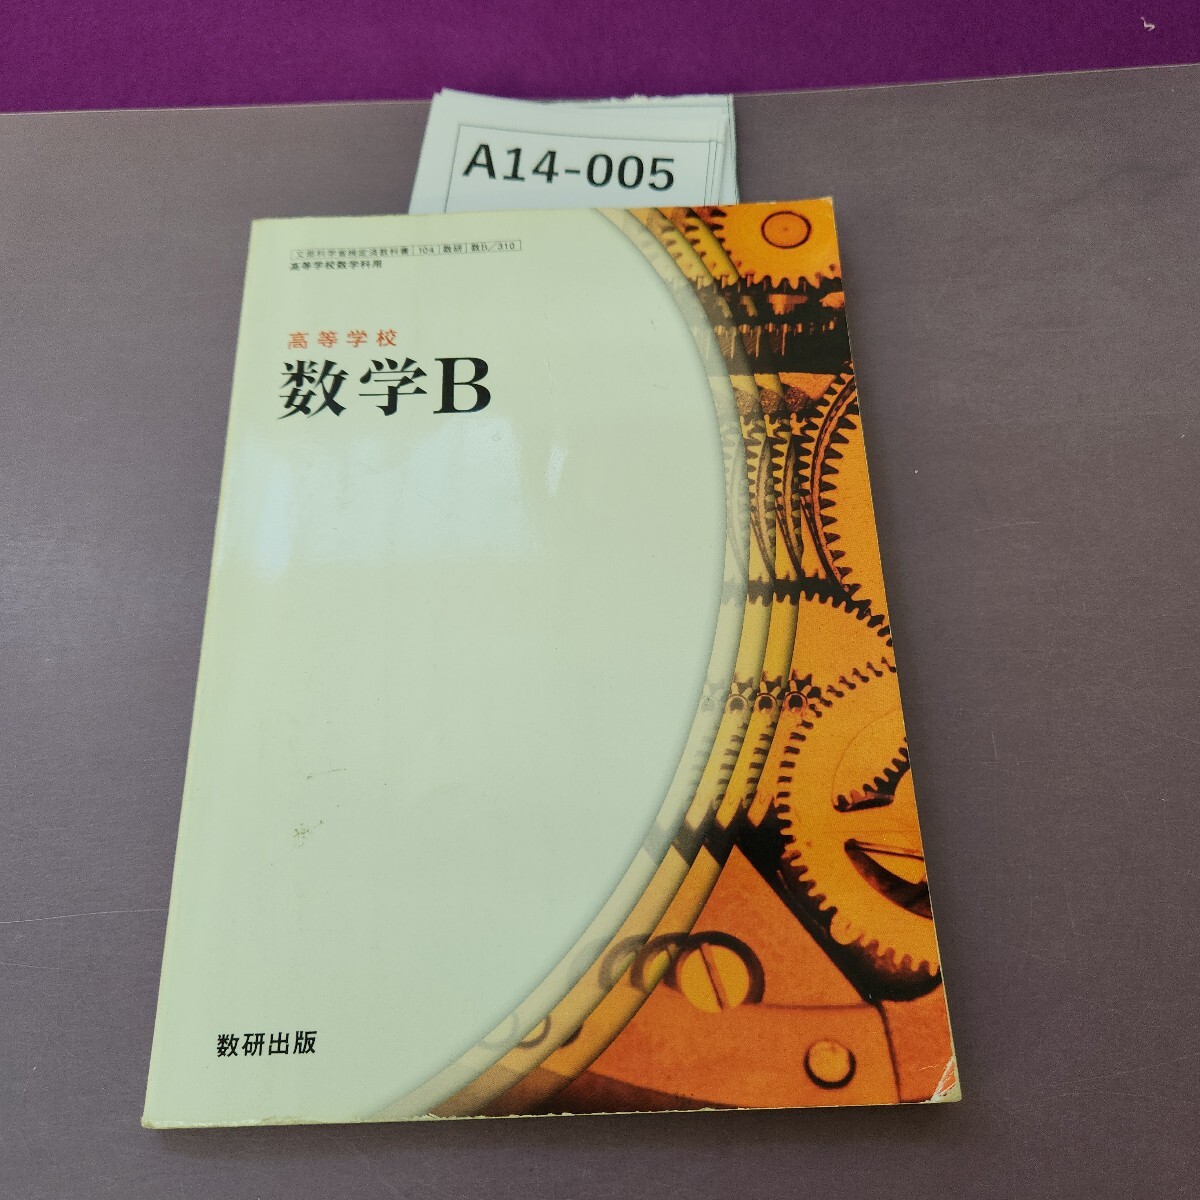 A14-005
文部科学省検定済教科書 104 数研 数B/310
高等学校数学科用
高等学校
数学B
数研出版